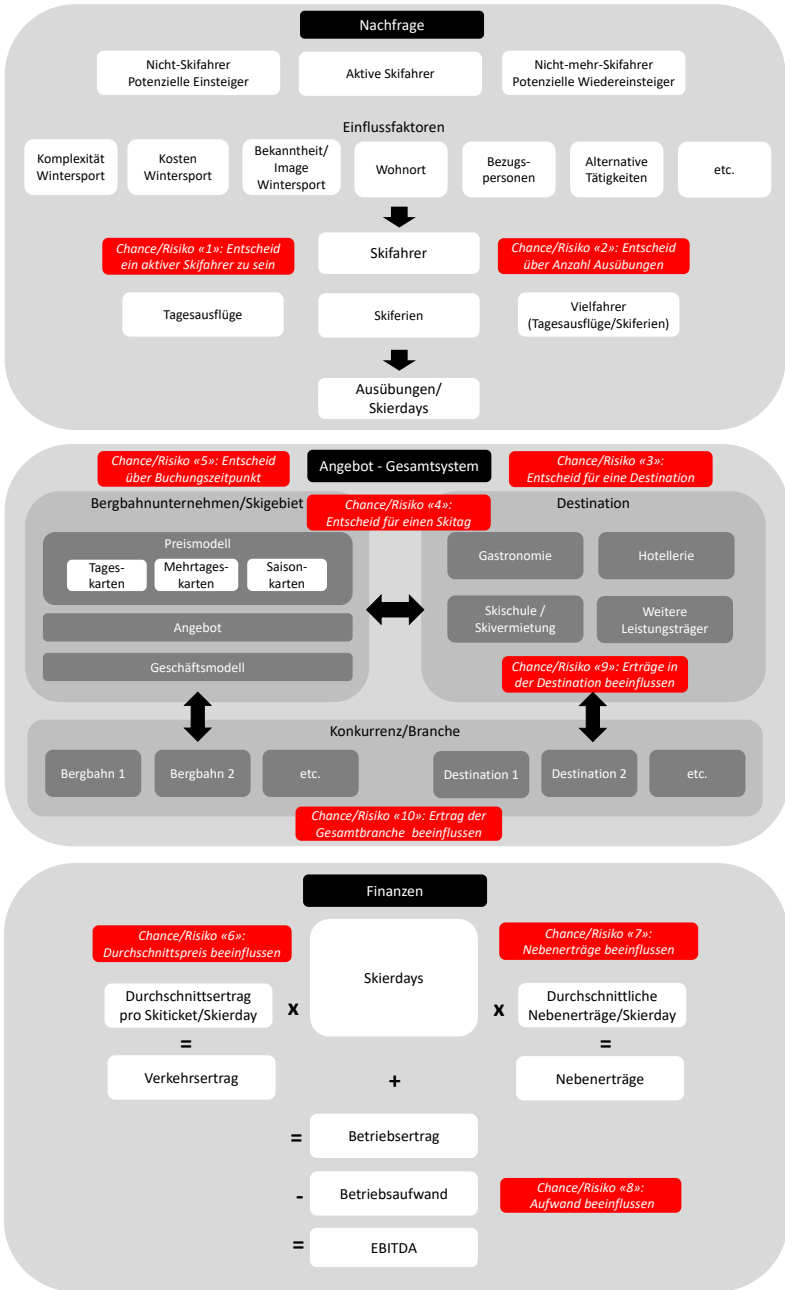 Nachfrage
Nicht-Skifahrer
Potenzielle Einsteiger
Aktive Skifahrer
Nicht-mehr-Skifahrer
Potenzielle Wiedereinsteiger
Einflussfaktoren
Komplexität
Wintersport
Kosten
Wintersport
Bekanntheit/
Image
Wintersport
Wohnort
Bezugs-
personen
Alternative
Tätigkeiten
etc.
Chance/Risiko «1»: Entscheid
ein aktiver Skifahrer zu sein
Skifahrer
Chance/Risiko «2»: Entscheid
über Anzahl Ausübungen
Tagesausflüge
Skiferien
Vielfahrer
(Tagesausflüge/Skiferien)
Ausübungen/
Skierdays
Chance/Risiko «5»: Entscheid
über Buchungszeitpunkt
Angebot - Gesamtsystem
Chance/Risiko «3»:
Entscheid für eine Destination
Bergbahnunternehmen/Skigebiet
Chance/Risiko «4»:
Entscheid für einen Skitag
Destination
Preismodell
Tages-
karten
Mehrtages-
karten
Saison-
karten
Angebot
Geschäftsmodell
Gastronomie
Hotellerie
Skischule /
Skivermietung
Weitere
Leistungsträger
Chance/Risiko «9»: Erträge in
der Destination beeinflussen
Konkurrenz/Branche
Bergbahn 1
Bergbahn 2
etc.
Destination 1
Destination 2
etc.
Chance/Risiko «10»: Ertrag der
Gesamtbranche beeinflussen
Finanzen
Chance/Risiko «6»:
Durchschnittspreis beeinflussen
Skierdays
Chance/Risiko «7»:
Nebenerträge beeinflussen
Durchschnittsertrag
pro Skiticket/Skierday
x
x
Durchschnittliche
Nebenerträge/Skierday
=
=
Verkehrsertrag
+
Nebenerträge
= Betriebsertrag
- Betriebsaufwand
Chance/Risiko «8»:
Aufwand beeinflussen
= EBITDA